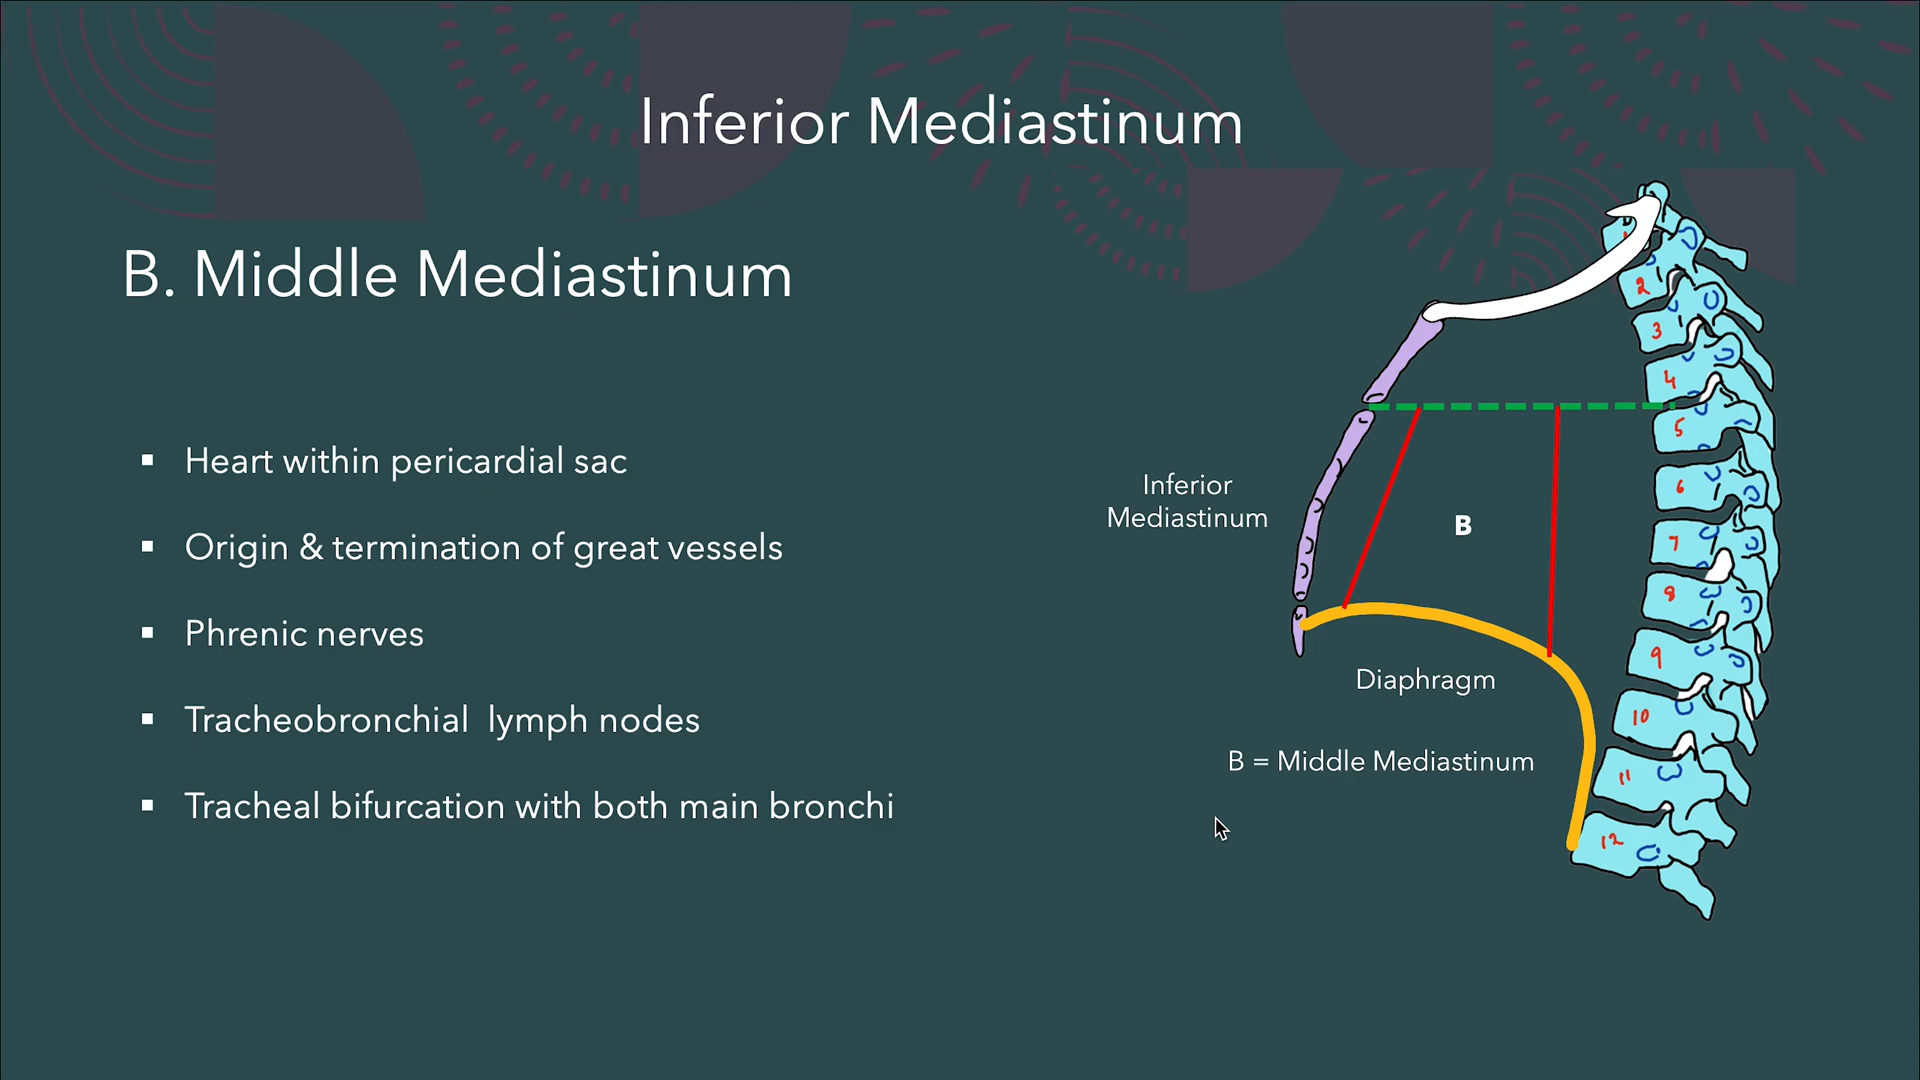 Inferior Mediastinum
B. Middle Mediastinum
▪ Heart within pericardial sac
▪ Origin & termination of great vessels
▪ Phrenic nerves
▪ Tracheobronchial lymph nodes
▪ Tracheal bifurcation with both main bronchi
Inferior
Mediastinum
B
Diaphragm
B = Middle Mediastinum
2
3
4
5
6
7
8
9
10
11
12